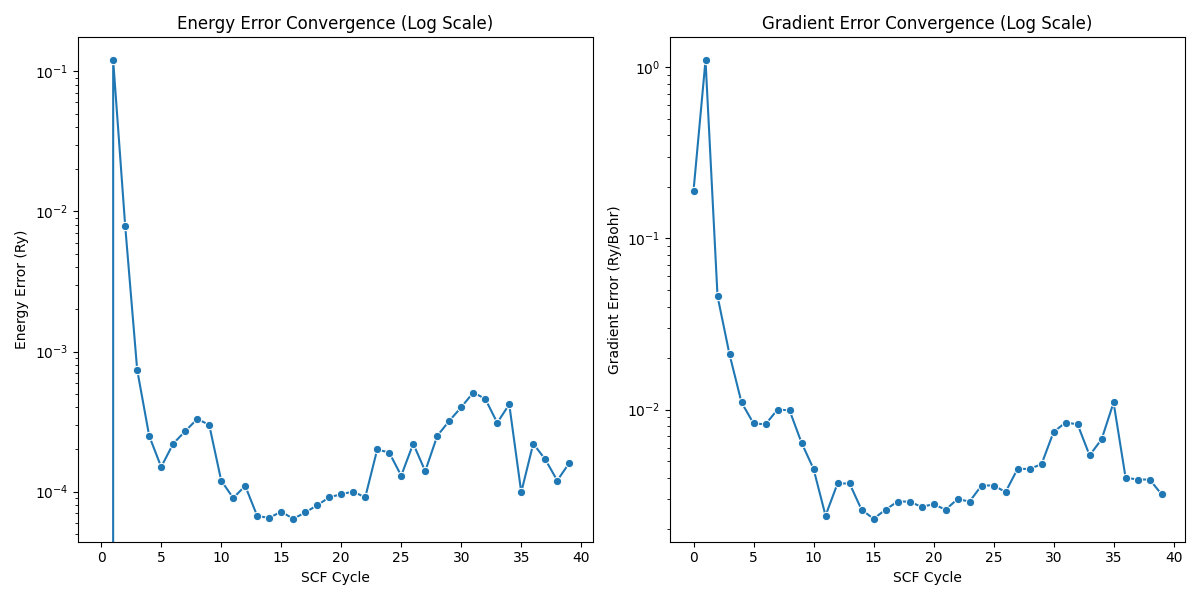 Energy Error Convergence (Log Scale)
Energy Error (Ry)
10⁻¹
10⁻²
10⁻³
10⁻⁴
0 5 10 15 20 25 30 35 40
SCF Cycle
Gradient Error Convergence (Log Scale)
Gradient Error (Ry/Bohr)
10⁰
10⁻¹
10⁻²
0 5 10 15 20 25 30 35 40
SCF Cycle